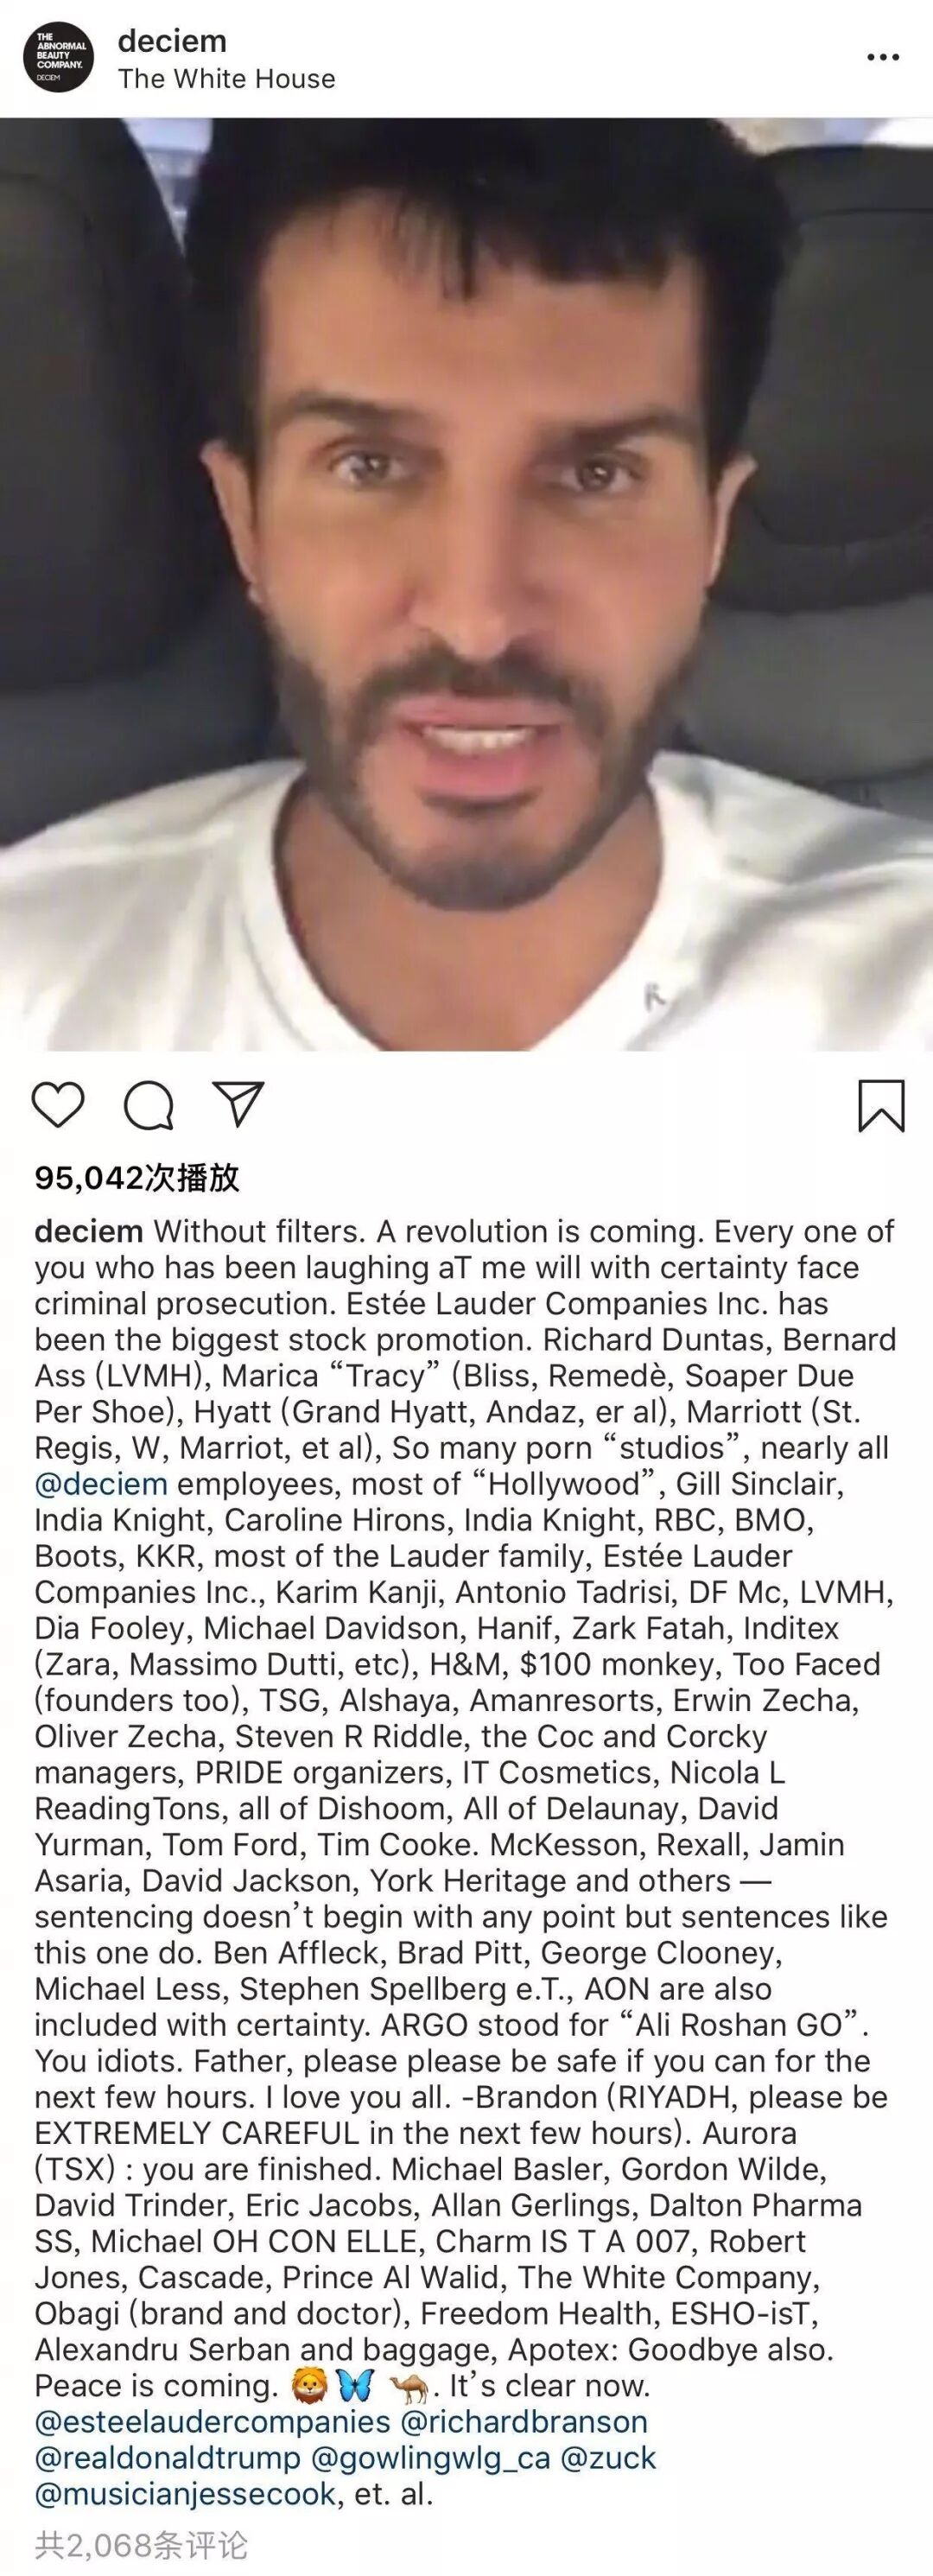 THE
ABNORMAL
BEAUTY
COMPANY.
DECIEM
deciem
The White House
95,042次播放
deciem Without filters. A revolution is coming. Every one of
you who has been laughing aT me will with certainty face
criminal prosecution. Estée Lauder Companies Inc. has
been the biggest stock promotion. Richard Duntas, Bernard
Ass (LVMH), Marica “Tracy” (Bliss, Remedè, Soaper Due
Per Shoe), Hyatt (Grand Hyatt, Andaz, er al), Marriott (St.
Regis, W, Marriot, et al), So many porn “studios”, nearly all
@deciem employees, most of “Hollywood”, Gill Sinclair,
India Knight, Caroline Hirons, India Knight, RBC, BMO,
Boots, KKR, most of the Lauder family, Estée Lauder
Companies Inc., Karim Kanji, Antonio Tadrisi, DF Mc, LVMH,
Dia Fooley, Michael Davidson, Hanif, Zark Fatah, Inditex
(Zara, Massimo Dutti, etc), H&M, $100 monkey, Too Faced
(founders too), TSG, Alshaya, Amanresorts, Erwin Zecha,
Oliver Zecha, Steven R Riddle, the Coc and Corcky
managers, PRIDE organizers, IT Cosmetics, Nicola L
ReadingTons, all of Dishoom, All of Delaunay, David
Yurman, Tom Ford, Tim Cooke. McKesson, Rexall, Jamin
Asaria, David Jackson, York Heritage and others —
sentencing doesn’t begin with any point but sentences like
this one do. Ben Affleck, Brad Pitt, George Clooney,
Michael Less, Stephen Spellberg e.T., AON are also
included with certainty. ARGO stood for “Ali Roshan GO”.
You idiots. Father, please please be safe if you can for the
next few hours. I love you all. -Brandon (RIYADH, please be
EXTREMELY CAREFUL in the next few hours). Aurora
(TSX) : you are finished. Michael Basler, Gordon Wilde,
David Trinder, Eric Jacobs, Allan Gerlings, Dalton Pharma
SS, Michael OH CON ELLE, Charm IS T A 007, Robert
Jones, Cascade, Prince Al Walid, The White Company,
Obagi (brand and doctor), Freedom Health, ESHO-isT,
Alexandru Serban and baggage, Apotex: Goodbye also.
Peace is coming. 🦁🦋 🐪. It’s clear now.
@esteelaudercompanies @richardbranson
@realdonaldtrump @gowlingwlg_ca @zuck
@musicianjessecook, et. al.
共2,068条评论